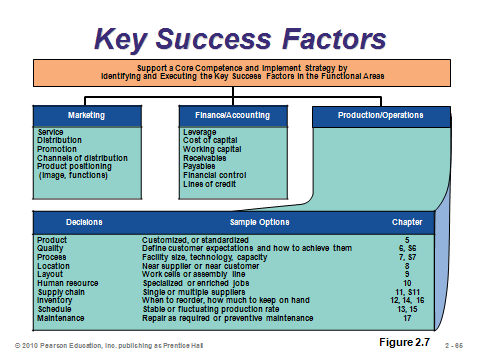 Key Success Factors
Support a Core Competence and Implement Strategy by
Identifying and Executing the Key Success Factors in the Functional Areas
Marketing
Service
Distribution
Promotion
Channels of distribution
Product positioning
(image, functions)
Finance/Accounting
Leverage
Cost of capital
Working capital
Receivables
Payables
Financial control
Lines of credit
Production/Operations
Decisions Sample Options Chapter
Product Customized, or standardized 5
Quality Define customer expectations and how to achieve them 6, S6
Process Facility size, technology, capacity 7, S7
Location Near supplier or near customer 8
Layout Work cells or assembly line 9
Human resource Specialized or enriched jobs 10
Supply chain Single or multiple suppliers 11, S11
Inventory When to reorder, how much to keep on hand 12, 14, 16
Schedule Stable or fluctuating production rate 13, 15
Maintenance Repair as required or preventive maintenance 17
Figure 2.7
© 2010 Pearson Education, Inc. publishing as Prentice Hall
2 - 65